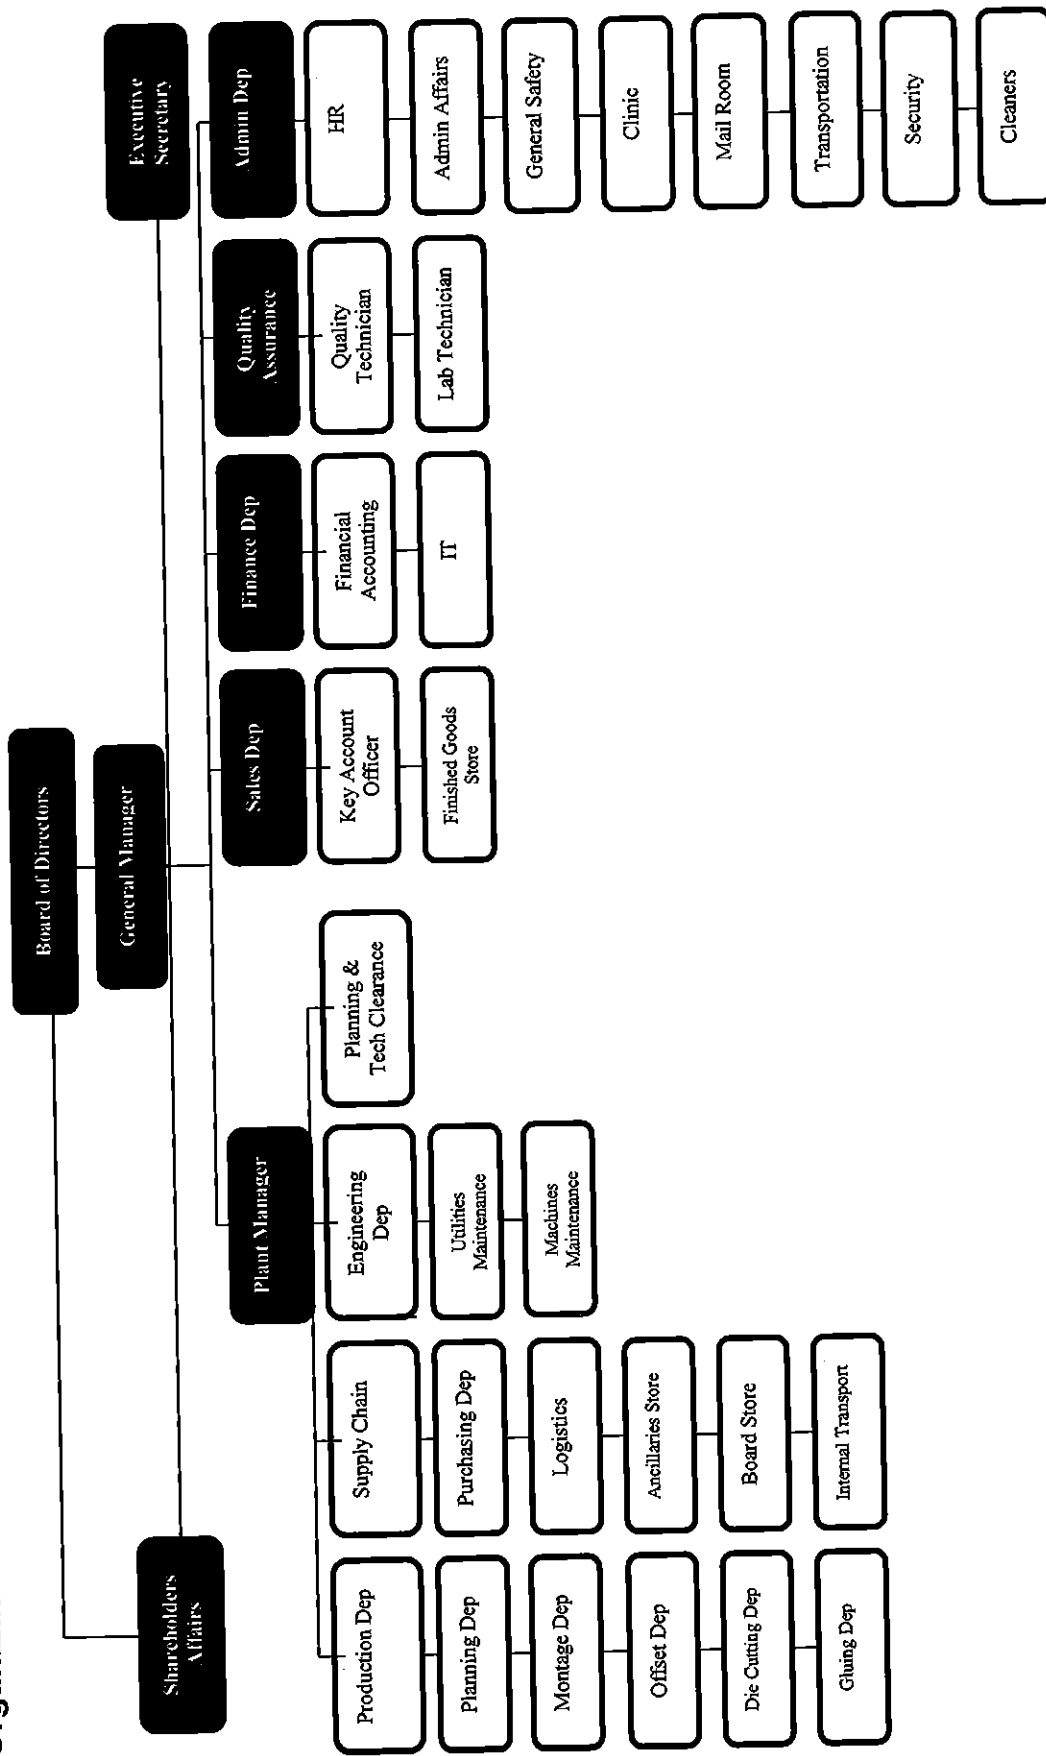 Board of Directors
General Manager
Shareholders
Affairs
Executive
Secretary
Plant Manager
Sales Dep
Finance Dep
Quality
Assurance
Admin Dep
Production Dep
Planning Dep
Montage Dep
Offset Dep
Die Cutting Dep
Gluing Dep
Supply Chain
Purchasing Dep
Logistics
Ancillaries Store
Board Store
Internal Transport
Engineering
Dep
Utilities
Maintenance
Machines
Maintenance
Planning &
Tech Clearance
Key Account
Officer
Finished Goods
Store
Financial
Accounting
IT
Quality
Technician
Lab Technician
HR
Admin Affairs
General Safety
Clinic
Mail Room
Transportation
Security
Cleaners